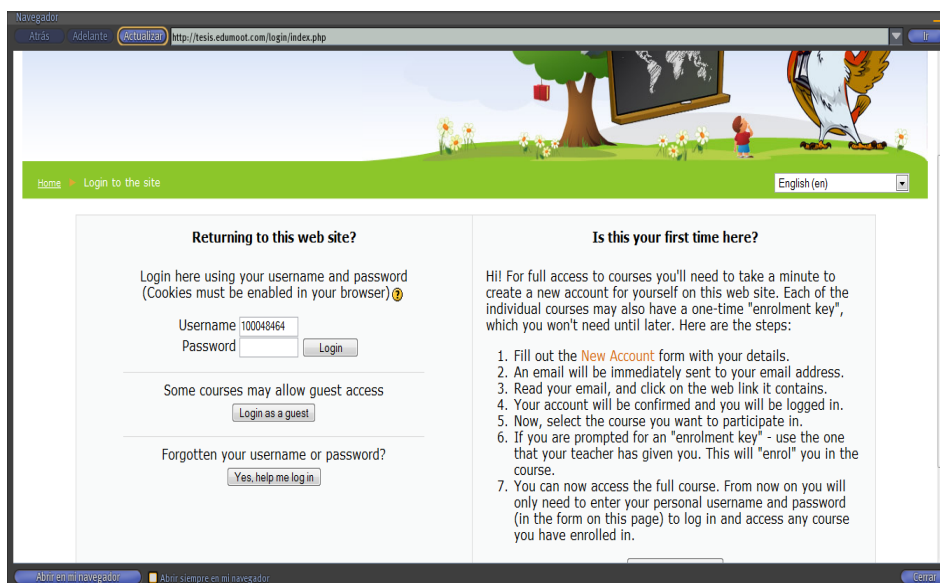 Navegador
Atrás Adelante Actualizar http://tesis.edumoot.com/login/index.php Ir
Home Login to the site English (en)
Returning to this web site?
Login here using your username and password
(Cookies must be enabled in your browser) ?
Username 100048464
Password Login
Some courses may allow guest access
Login as a guest
Forgotten your username or password?
Yes, help me log in
Is this your first time here?
Hi! For full access to courses you'll need to take a minute to
create a new account for yourself on this web site. Each of the
individual courses may also have a one-time "enrolment key",
which you won't need until later. Here are the steps:
1. Fill out the New Account form with your details.
2. An email will be immediately sent to your email address.
3. Read your email, and click on the web link it contains.
4. Your account will be confirmed and you will be logged in.
5. Now, select the course you want to participate in.
6. If you are prompted for an "enrolment key" - use the one
that your teacher has given you. This will "enrol" you in the
course.
7. You can now access the full course. From now on you will
only need to enter your personal username and password
(in the form on this page) to log in and access any course
you have enrolled in.
Abrir en mi navegador Abrir siempre en mi navegador Cerrar